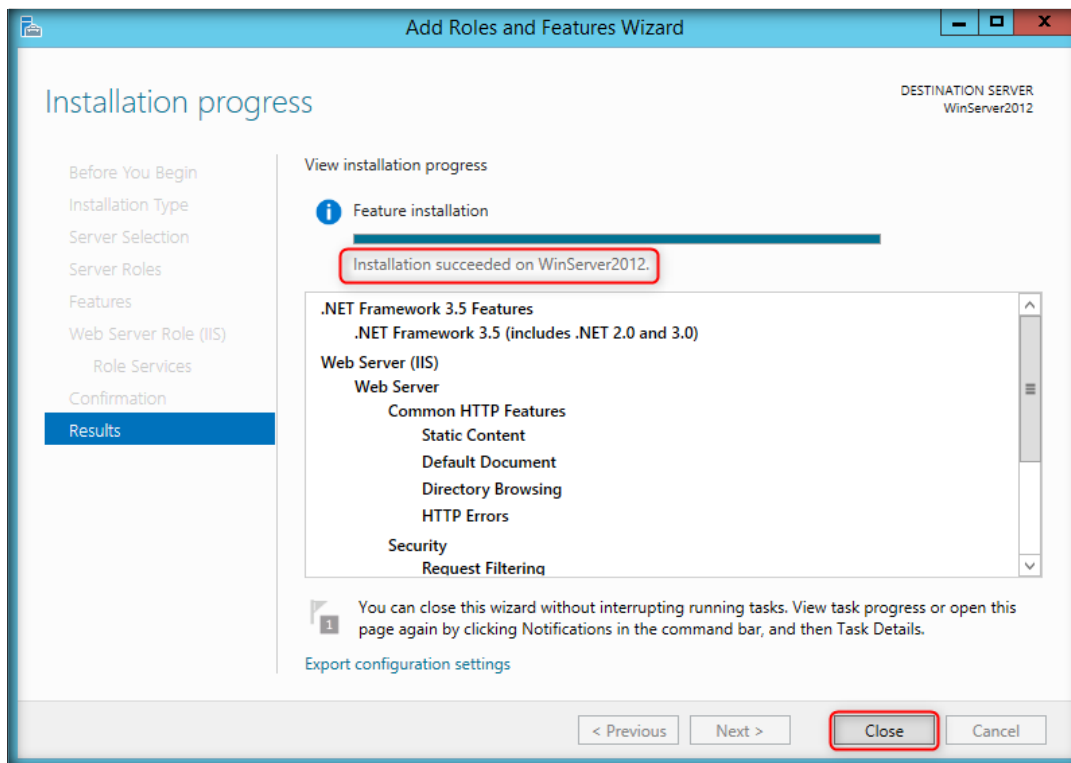 Add Roles and Features Wizard
Installation progress
DESTINATION SERVER
WinServer2012
Before You Begin
Installation Type
Server Selection
Server Roles
Features
Web Server Role (IIS)
Role Services
Confirmation
Results
View installation progress
Feature installation
Installation succeeded on WinServer2012.
.NET Framework 3.5 Features
.NET Framework 3.5 (includes .NET 2.0 and 3.0)
Web Server (IIS)
Web Server
Common HTTP Features
Static Content
Default Document
Directory Browsing
HTTP Errors
Security
Request Filtering
1
You can close this wizard without interrupting running tasks. View task progress or open this
page again by clicking Notifications in the command bar, and then Task Details.
Export configuration settings
< Previous
Next >
Close
Cancel